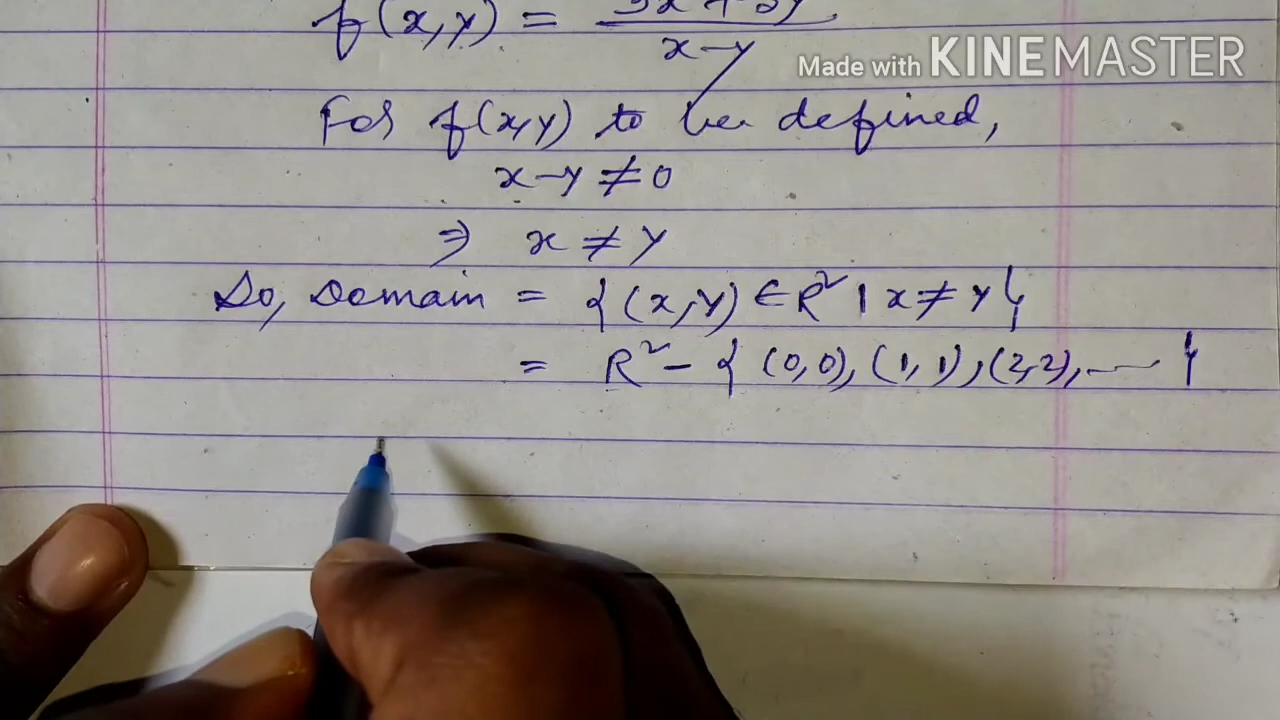 f(x,y) =
x-y
Made with KINEMASTER
For f(x,y) to be defined,
x-y ≠ 0
⇒ x ≠ y
So, Domain = {(x,y) ∈ R² | x ≠ y}
= R² - { (0,0), (1,1), (2,2), ---- }